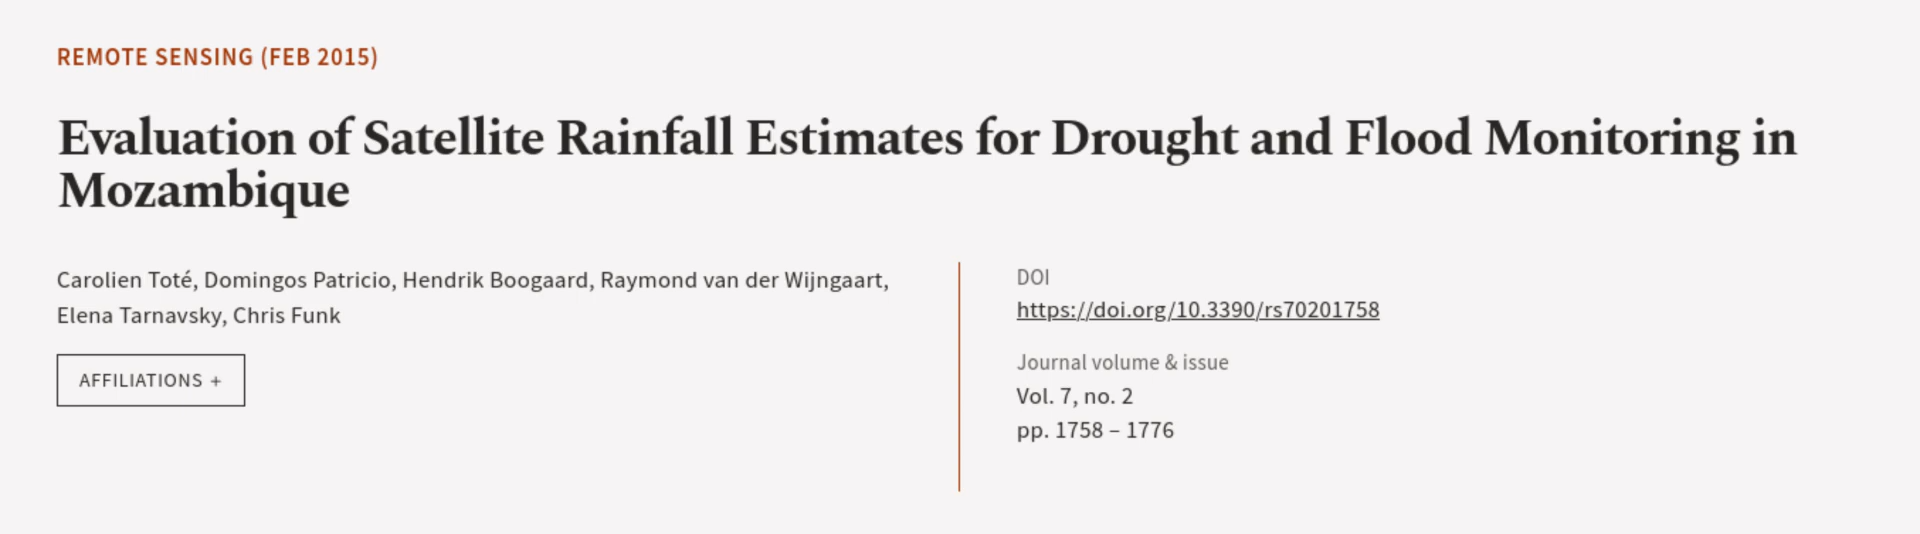 REMOTE SENSING (FEB 2015)
Evaluation of Satellite Rainfall Estimates for Drought and Flood Monitoring in
Mozambique
Carolien Toté, Domingos Patricio, Hendrik Boogaard, Raymond van der Wijngaart,
Elena Tarnavsky, Chris Funk
AFFILIATIONS +
DOI
https://doi.org/10.3390/rs70201758
Journal volume & issue
Vol. 7, no. 2
pp. 1758 – 1776